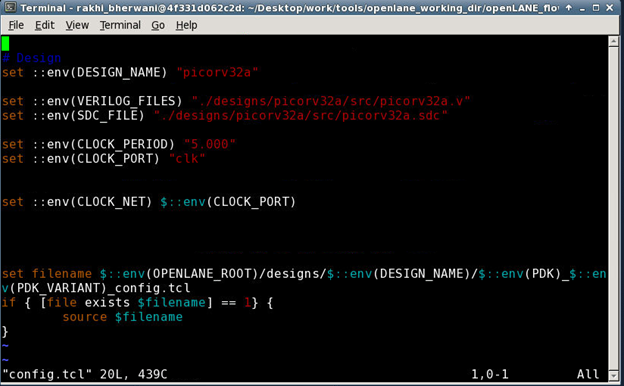 Terminal - rakhi_bherwani@4f331d062c2d: ~/Desktop/work/tools/openlane_working_dir/openLANE_flo
File Edit View Terminal Go Help
# Design
set ::env(DESIGN_NAME) "picorv32a"
set ::env(VERILOG_FILES) "./designs/picorv32a/src/picorv32a.v"
set ::env(SDC_FILE) "./designs/picorv32a/src/picorv32a.sdc"
set ::env(CLOCK_PERIOD) "5.000"
set ::env(CLOCK_PORT) "clk"
set ::env(CLOCK_NET) $::env(CLOCK_PORT)
set filename $::env(OPENLANE_ROOT)/designs/$::env(DESIGN_NAME)/$::env(PDK)_$::en
v(PDK_VARIANT)_config.tcl
if { [file exists $filename] == 1} {
source $filename
}
~
~
"config.tcl" 20L, 439C 1,0-1 All